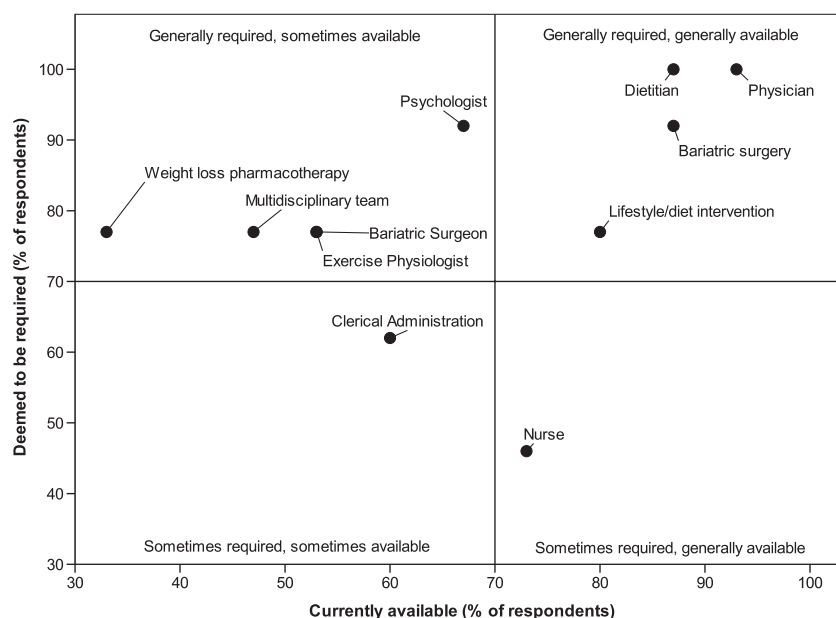 Generally required, sometimes available
Generally required, generally available
100
Dietitian
Physician
Psychologist
90
Bariatric surgery
Weight loss pharmacotherapy
Multidisciplinary team
80
Lifestyle/diet intervention
Bariatric Surgeon
Exercise Physiologist
70
Clerical Administration
60
50
Nurse
40
Sometimes required, sometimes available
Sometimes required, generally available
30
30
40
50
60
70
80
90
100
Currently available (% of respondents)
Deemed to be required (% of respondents)